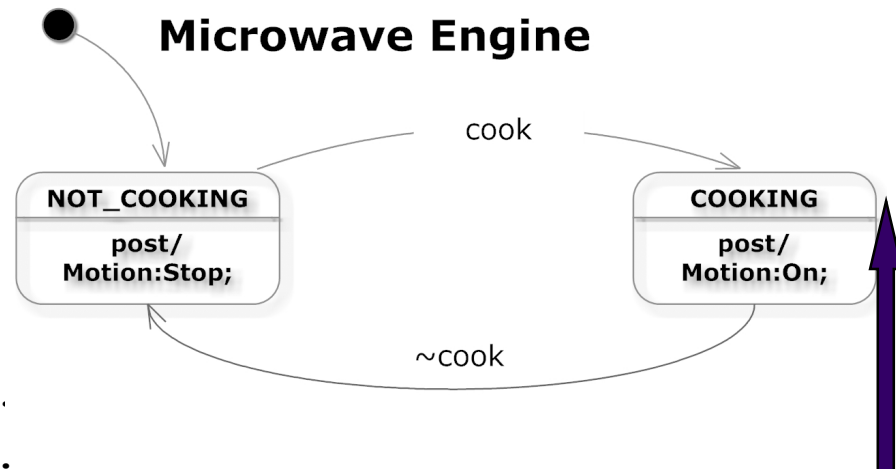 Microwave Engine
cook
NOT_COOKING
COOKING
post/
Motion:Stop;
post/
Motion:On;
~cook